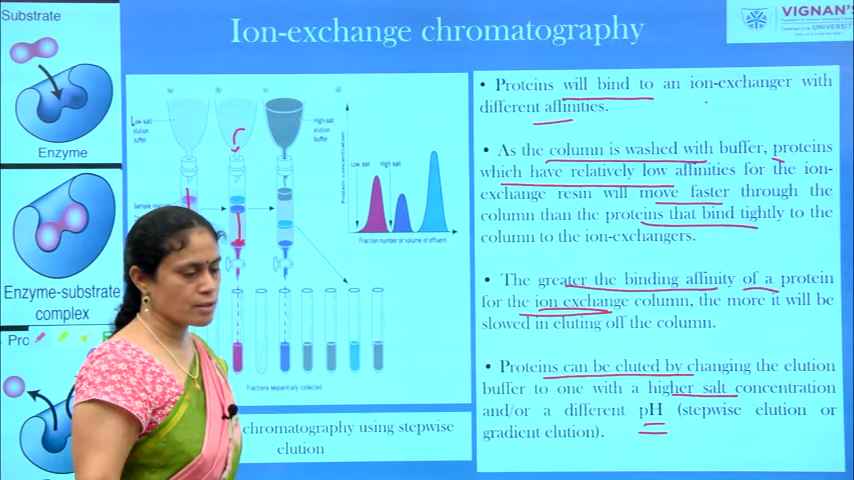 Substrate
Ion-exchange chromatography
VIGNAN'S
UNIVERSITY
Enzyme
Enzyme-substrate
complex
Pro
(a)
(b)
(c)
(d)
Low salt
elution
buffer
High salt
elution
buffer
Protein concentration
Low salt
High salt
Fraction number or volume of effluent
Fractions sequentially collected
chromatography using stepwise
elution
• Proteins will bind to an ion-exchanger with
different affinities.
• As the column is washed with buffer, proteins
which have relatively low affinities for the ion-
exchange resin will move faster through the
column than the proteins that bind tightly to the
column to the ion-exchangers.
• The greater the binding affinity of a protein
for the ion exchange column, the more it will be
slowed in eluting off the column.
• Proteins can be eluted by changing the elution
buffer to one with a higher salt concentration
and/or a different pH (stepwise elution or
gradient elution).